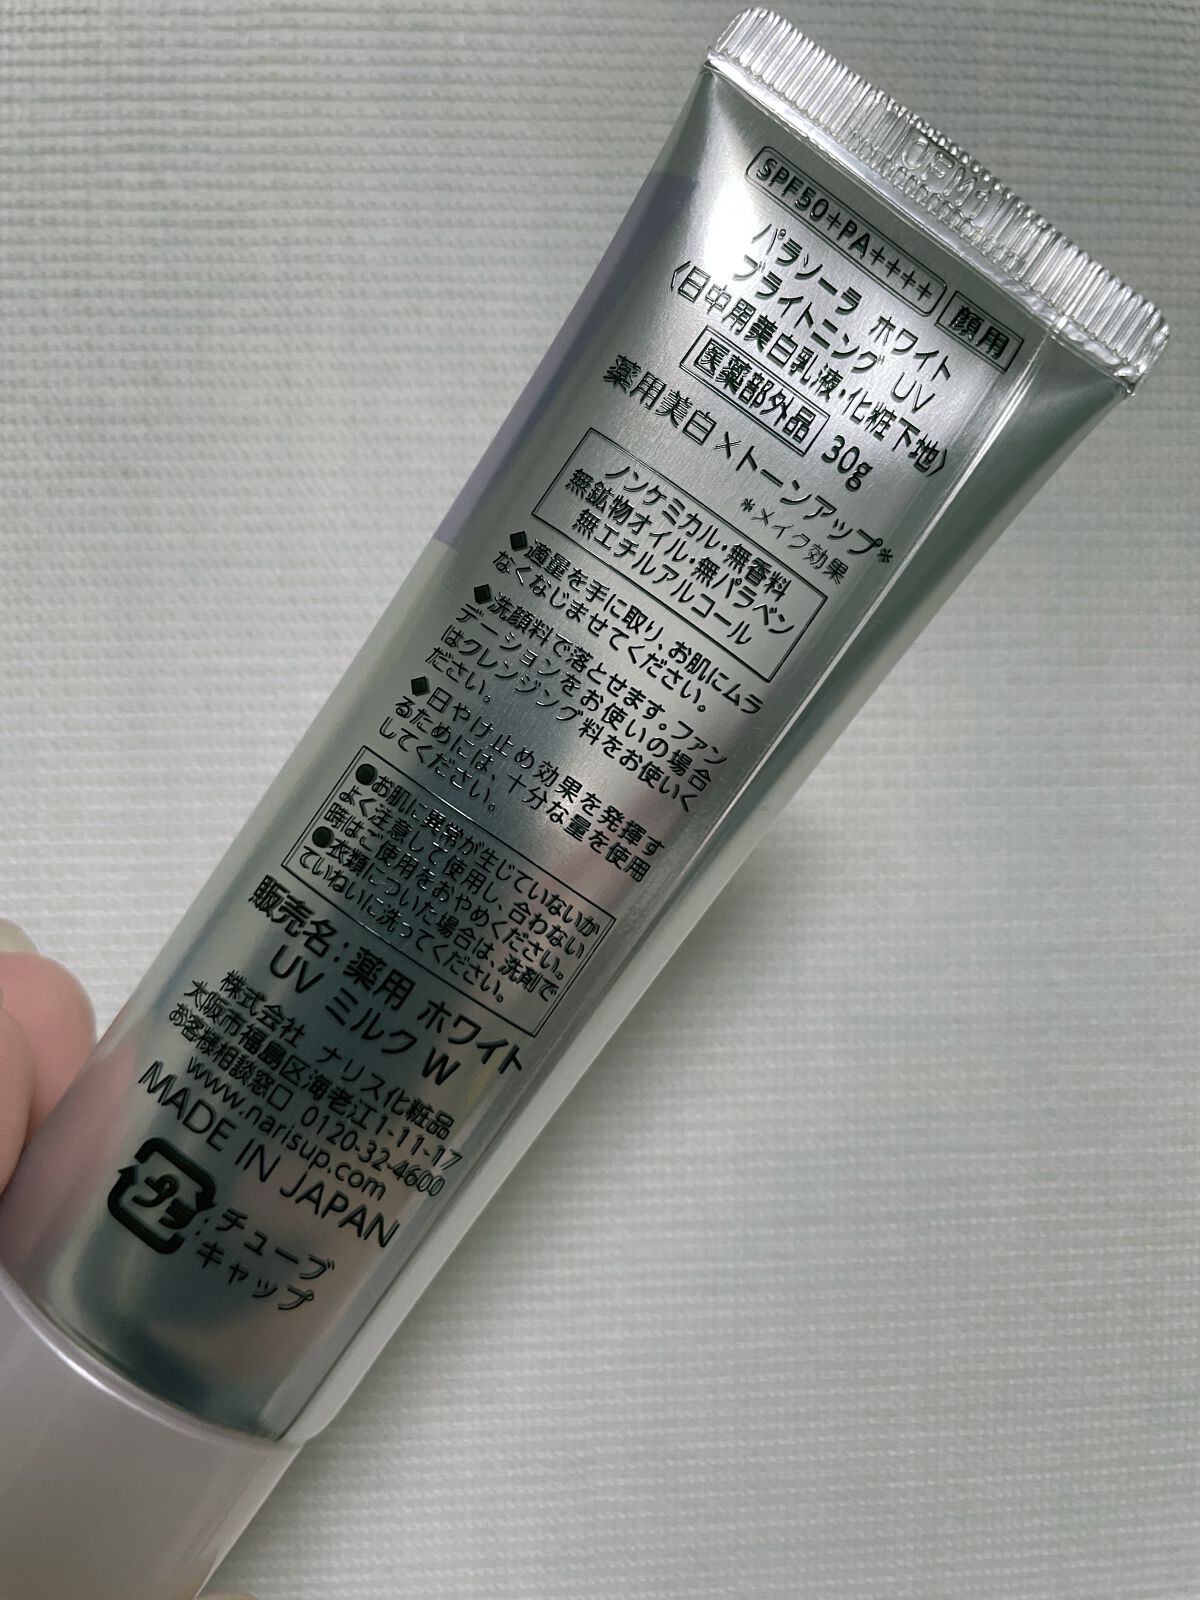 SPF50+PA++++ 顔用
パラソーラ ホワイト
ブライトニング UV
〈日中用美白乳液・化粧下地〉
医薬部外品 30g
薬用美白×トーンアップ*
*メイク効果
ノンケミカル・無香料
無鉱物オイル・無パラベン
無エチルアルコール
◆適量を手に取り、お肌にムラ
なくなじませてください。
◆洗顔料で落とせます。ファン
デーションをお使いの場合
はクレンジング料をお使いく
ださい。
◆日やけ止め効果を発揮す
るためには、十分な量を使用
してください。
●お肌に異常が生じていないか
よく注意して使用し、合わない
時はご使用をおやめください。
●衣類についた場合は、洗剤で
ていねいに洗ってください。
販売名:薬用 ホワイト
UV ミルク W
株式会社 ナリス化粧品
大阪市福島区海老江1-11-17
お客様相談窓口 0120-32-4600
www.narisup.com
MADE IN JAPAN
プラ :チューブ
キャップ